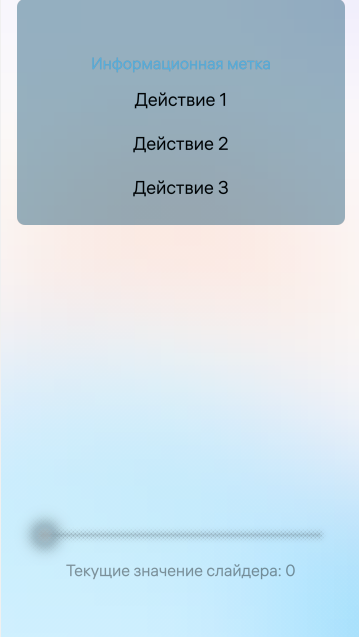 Информационная метка
Действие 1
Действие 2
Действие 3
Текущие значение слайдера: 0